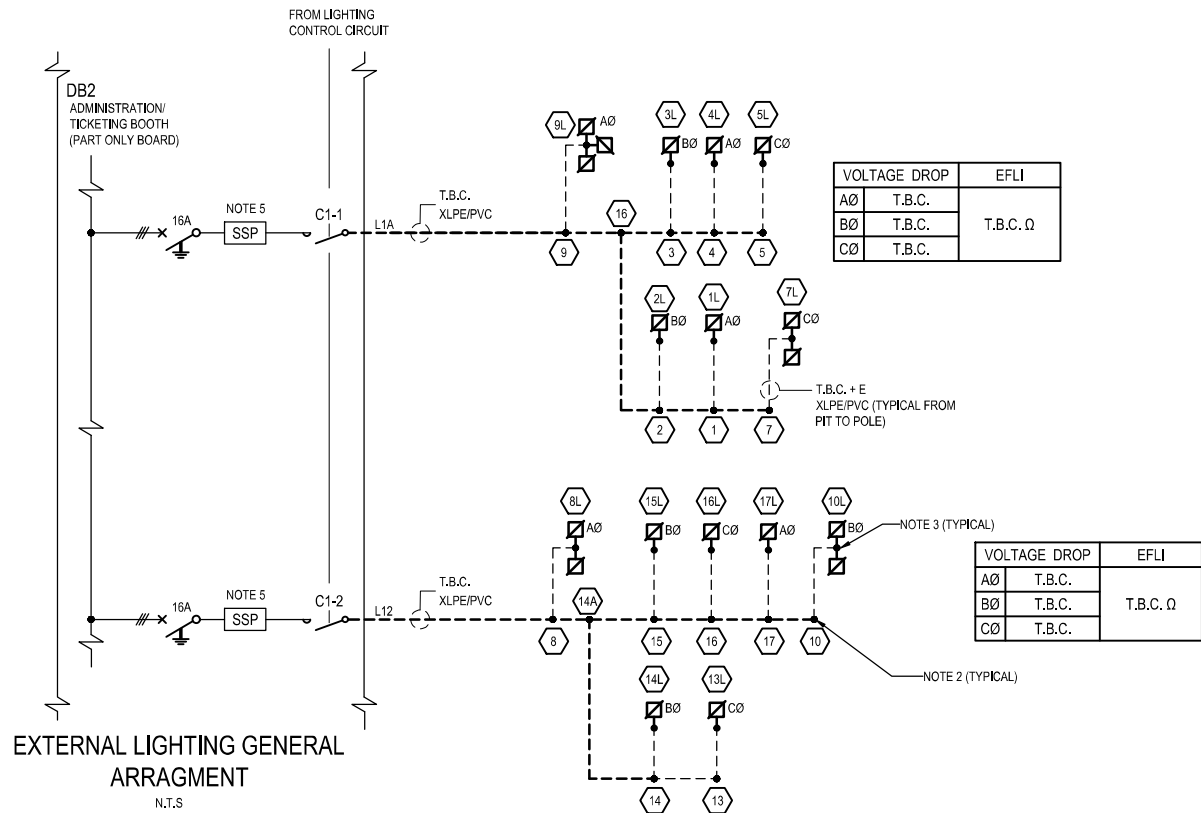 FROM LIGHTING
CONTROL CIRCUIT
DB2
ADMINISTRATION/
TICKETING BOOTH
(PART ONLY BOARD)
16A
NOTE 5
SSP
C1-1
L1A
T.B.C.
XLPE/PVC
9L
AØ
3L
BØ
4L
AØ
5L
CØ
16
9
3
4
5
2L
BØ
1L
AØ
7L
CØ
T.B.C. + E
XLPE/PVC (TYPICAL FROM
PIT TO POLE)
2
1
7
VOLTAGE DROP EFLI
AØ T.B.C.
BØ T.B.C. T.B.C. Ω
CØ T.B.C.
16A
NOTE 5
SSP
C1-2
L12
T.B.C.
XLPE/PVC
8L
AØ
15L
BØ
16L
CØ
17L
AØ
10L
BØ
NOTE 3 (TYPICAL)
14A
8
15
16
17
10
NOTE 2 (TYPICAL)
14L
BØ
13L
CØ
14
13
VOLTAGE DROP EFLI
AØ T.B.C.
BØ T.B.C. T.B.C. Ω
CØ T.B.C.
EXTERNAL LIGHTING GENERAL
ARRAGMENT
N.T.S